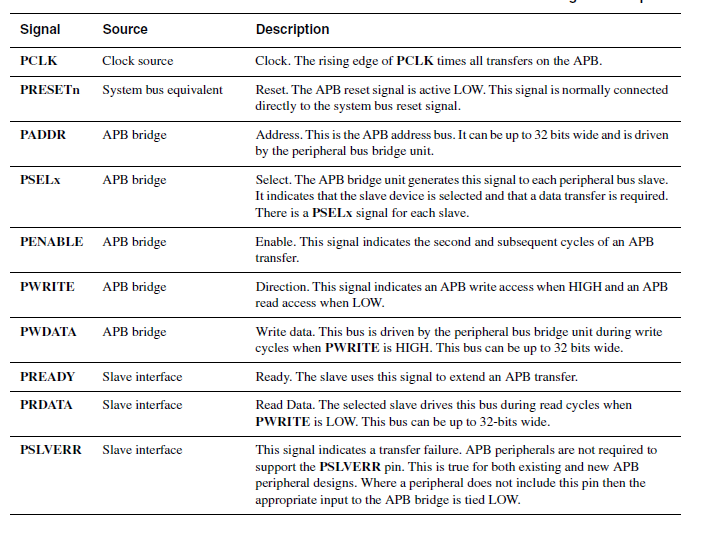 Signal Source Description
PCLK Clock source Clock. The rising edge of PCLK times all transfers on the APB.
PRESETn System bus equivalent Reset. The APB reset signal is active LOW. This signal is normally connected
directly to the system bus reset signal.
PADDR APB bridge Address. This is the APB address bus. It can be up to 32 bits wide and is driven
by the peripheral bus bridge unit.
PSELx APB bridge Select. The APB bridge unit generates this signal to each peripheral bus slave.
It indicates that the slave device is selected and that a data transfer is required.
There is a PSELx signal for each slave.
PENABLE APB bridge Enable. This signal indicates the second and subsequent cycles of an APB
transfer.
PWRITE APB bridge Direction. This signal indicates an APB write access when HIGH and an APB
read access when LOW.
PWDATA APB bridge Write data. This bus is driven by the peripheral bus bridge unit during write
cycles when PWRITE is HIGH. This bus can be up to 32 bits wide.
PREADY Slave interface Ready. The slave uses this signal to extend an APB transfer.
PRDATA Slave interface Read Data. The selected slave drives this bus during read cycles when
PWRITE is LOW. This bus can be up to 32-bits wide.
PSLVERR Slave interface This signal indicates a transfer failure. APB peripherals are not required to
support the PSLVERR pin. This is true for both existing and new APB
peripheral designs. Where a peripheral does not include this pin then the
appropriate input to the APB bridge is tied LOW.